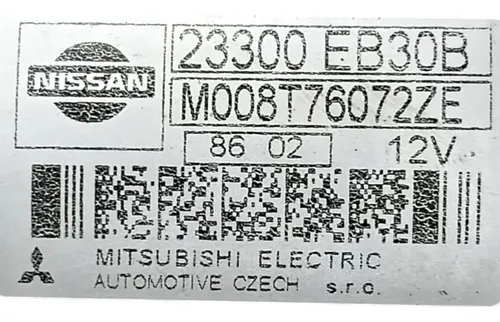 NISSAN
23300 EB30B
M008T76072ZE
86 02 12V
MITSUBISHI ELECTRIC
AUTOMOTIVE CZECH s.r.o.